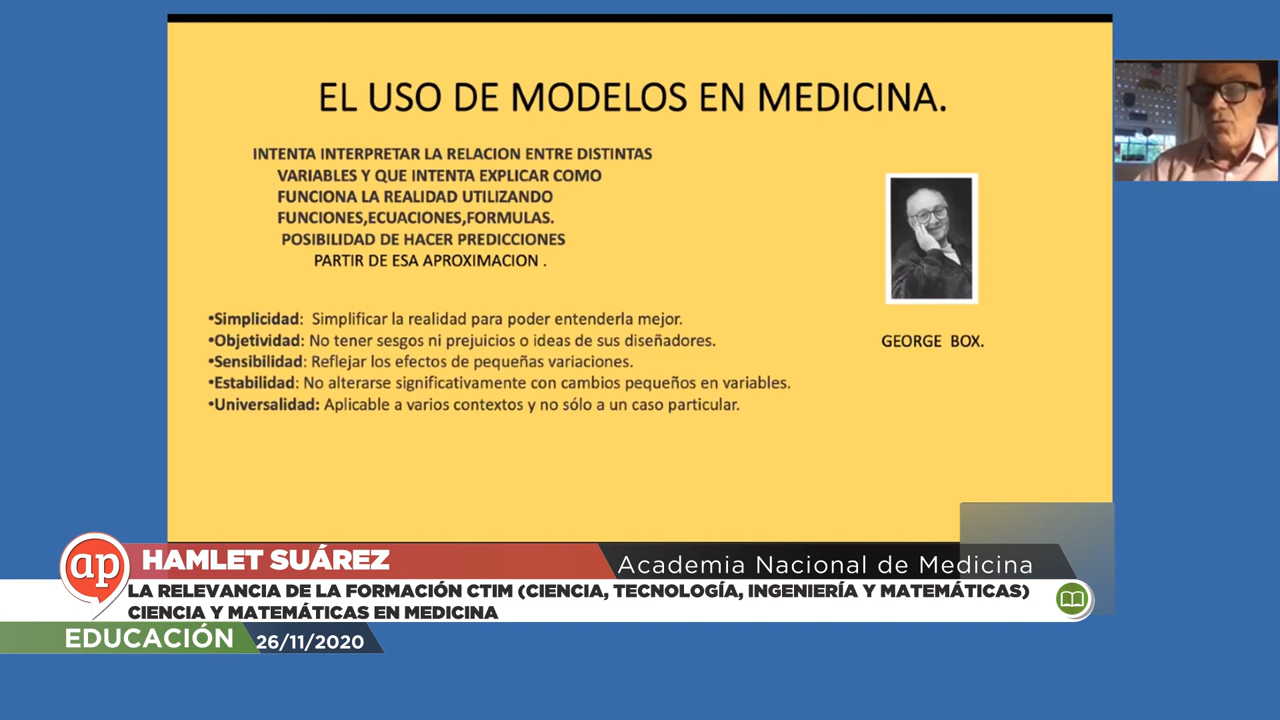 EL USO DE MODELOS EN MEDICINA.
INTENTA INTERPRETAR LA RELACION ENTRE DISTINTAS
VARIABLES Y QUE INTENTA EXPLICAR COMO
FUNCIONA LA REALIDAD UTILIZANDO
FUNCIONES,ECUACIONES,FORMULAS.
POSIBILIDAD DE HACER PREDICCIONES
PARTIR DE ESA APROXIMACION .
•Simplicidad: Simplificar la realidad para poder entenderla mejor.
•Objetividad: No tener sesgos ni prejuicios o ideas de sus diseñadores.
•Sensibilidad: Reflejar los efectos de pequeñas variaciones.
•Estabilidad: No alterarse significativamente con cambios pequeños en variables.
•Universalidad: Aplicable a varios contextos y no sólo a un caso particular.
GEORGE BOX.
ap
HAMLET SUÁREZ
Academia Nacional de Medicina
LA RELEVANCIA DE LA FORMACIÓN CTIM (CIENCIA, TECNOLOGÍA, INGENIERÍA Y MATEMÁTICAS)
CIENCIA Y MATEMÁTICAS EN MEDICINA
EDUCACIÓN
26/11/2020